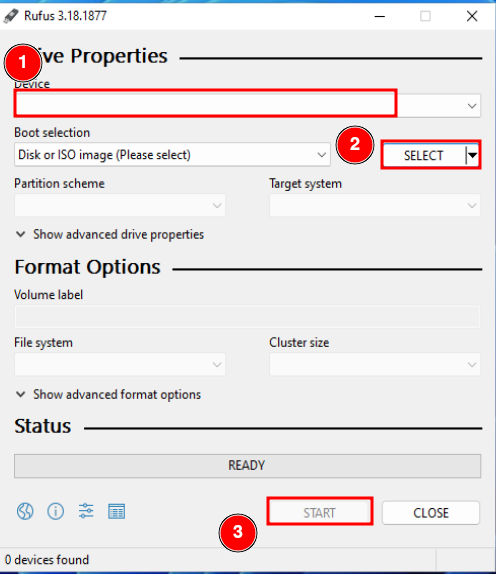 Rufus 3.18.1877
1
ive Properties
Device
Boot selection
2
Disk or ISO image (Please select)
SELECT
Partition scheme
Target system
Show advanced drive properties
Format Options
Volume label
File system
Cluster size
Show advanced format options
Status
READY
START
CLOSE
3
0 devices found